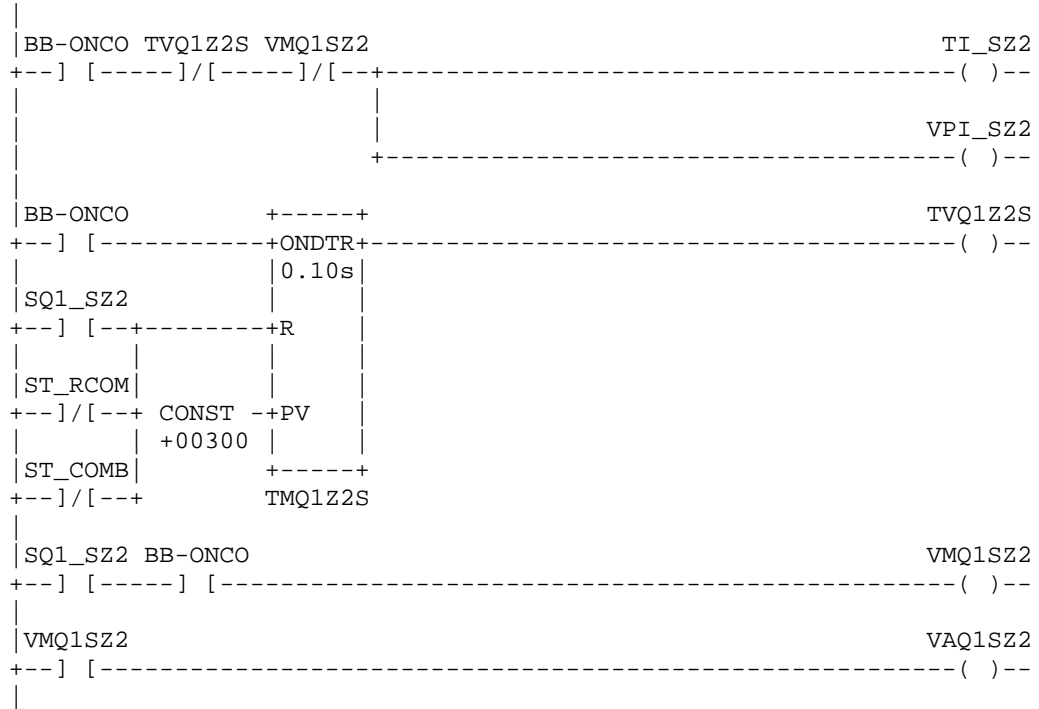 |
|BB-ONCO TVQ1Z2S VMQ1SZ2                                      TI_SZ2
+--] [-----]/[-----]/[--+--------------------------------------( )--
|                       |
|                       |                                    VPI_SZ2
|                       +--------------------------------------( )--
|
|BB-ONCO         +-----+                                     TVQ1Z2S
+--] [-----------+ONDTR+---------------------------------------( )--
|                |0.10s|
|SQ1_SZ2         |     |
+--] [--+--------+R    |
|       |        |     |
|ST_RCOM|        |     |
+--]/[--+ CONST -+PV   |
|       | +00300 |     |
|ST_COMB|        +-----+
+--]/[--+        TMQ1Z2S
|
|SQ1_SZ2 BB-ONCO                                             VMQ1SZ2
+--] [-----] [-------------------------------------------------( )--
|
|VMQ1SZ2                                                     VAQ1SZ2
+--] [---------------------------------------------------------( )--
|